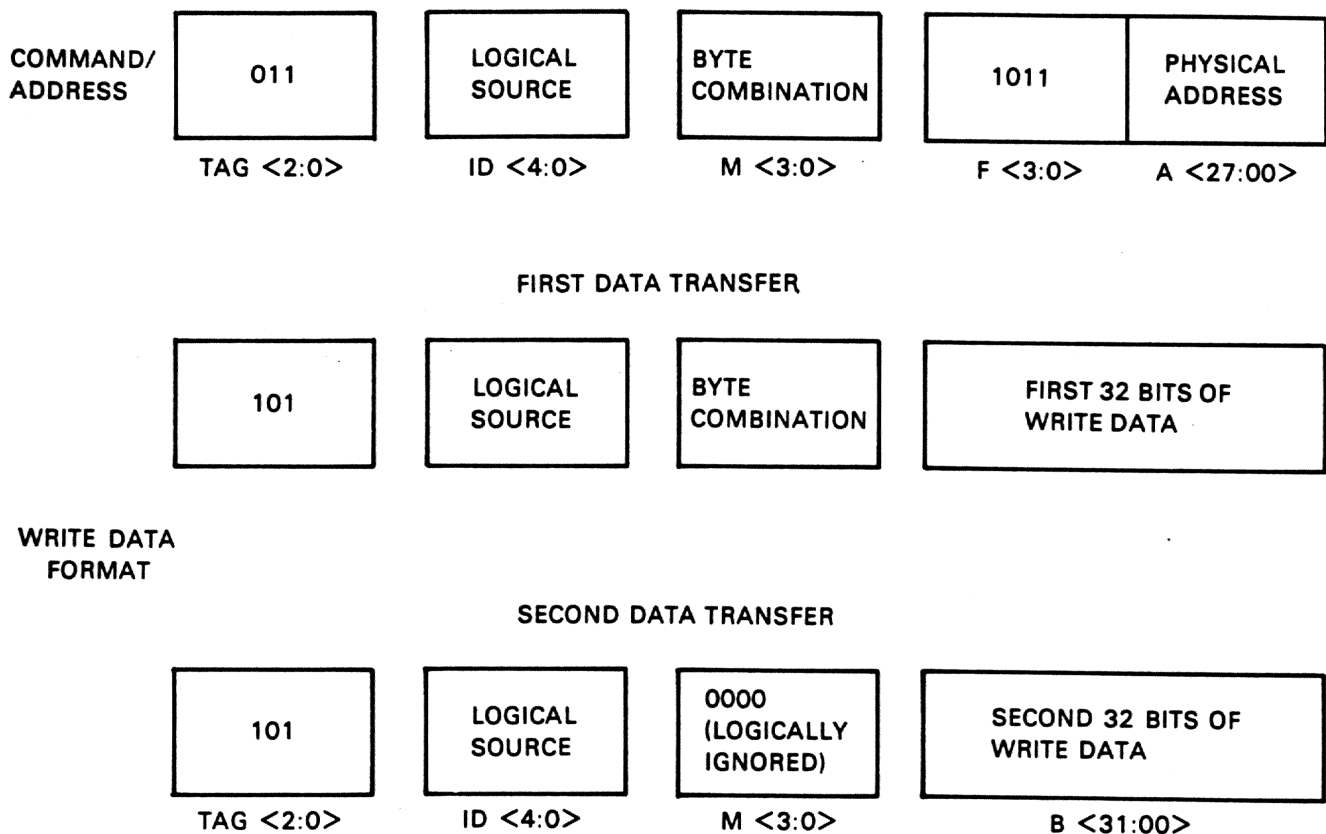 COMMAND/
ADDRESS
011
LOGICAL
SOURCE
BYTE
COMBINATION
1011
PHYSICAL
ADDRESS
TAG <2:0>
ID <4:0>
M <3:0>
F <3:0>
A <27:00>
FIRST DATA TRANSFER
101
LOGICAL
SOURCE
BYTE
COMBINATION
FIRST 32 BITS OF
WRITE DATA
WRITE DATA
FORMAT
SECOND DATA TRANSFER
101
LOGICAL
SOURCE
0000
(LOGICALLY
IGNORED)
SECOND 32 BITS OF
WRITE DATA
TAG <2:0>
ID <4:0>
M <3:0>
B <31:00>